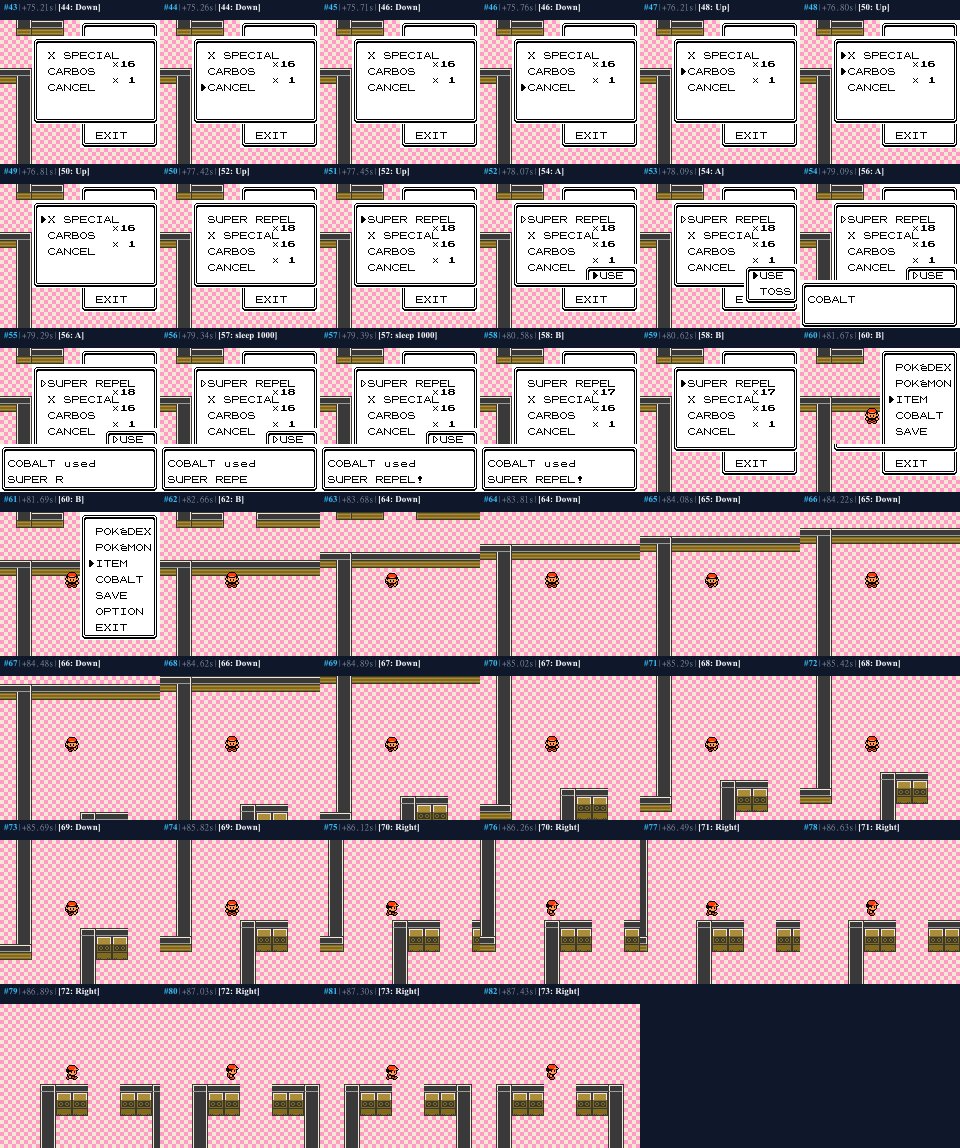 #43|+75.21s|[44: Down] #44|+75.26s|[44: Down] #45|+75.71s|[46: Down] #46|+75.76s|[46: Down] #47|+76.21s|[48: Up] #48|+76.80s|[50: Up]
X SPECIAL X SPECIAL X SPECIAL X SPECIAL X SPECIAL ▶X SPECIAL
×16 ×16 ×16 ×16 ×16 ×16
CARBOS CARBOS CARBOS CARBOS ▶CARBOS ▶CARBOS
× 1 × 1 × 1 × 1 × 1 × 1
CANCEL ▶CANCEL CANCEL ▶CANCEL CANCEL CANCEL
EXIT EXIT EXIT EXIT EXIT EXIT
#49|+76.81s|[50: Up] #50|+77.42s|[52: Up] #51|+77.45s|[52: Up] #52|+78.07s|[54: A] #53|+78.09s|[54: A] #54|+79.09s|[56: A]
▶X SPECIAL SUPER REPEL ▶SUPER REPEL ▷SUPER REPEL ▷SUPER REPEL ▷SUPER REPEL
×16 ×18 ×18 ×18 ×18 ×18
CARBOS X SPECIAL X SPECIAL X SPECIAL X SPECIAL X SPECIAL
× 1 ×16 ×16 ×16 ×16 ×16
CANCEL CARBOS CARBOS CARBOS CARBOS CARBOS
× 1 × 1 × 1 × 1 × 1
CANCEL CANCEL CANCEL CANCEL CANCEL
▶USE ▶USE ▷USE
TOSS
EXIT EXIT EXIT EXIT E
COBALT
#55|+79.29s|[56: A] #56|+79.34s|[57: sleep 1000] #57|+79.39s|[57: sleep 1000] #58|+80.58s|[58: B] #59|+80.62s|[58: B] #60|+81.67s|[60: B]
▷SUPER REPEL ▷SUPER REPEL ▷SUPER REPEL SUPER REPEL ▶SUPER REPEL POKéDEX
×18 ×18 ×18 ×17 ×17
X SPECIAL X SPECIAL X SPECIAL X SPECIAL X SPECIAL POKéMON
×16 ×16 ×16 ×16 ×16
CARBOS CARBOS CARBOS CARBOS CARBOS ▶ITEM
× 1 × 1 × 1 × 1 × 1
CANCEL CANCEL CANCEL CANCEL CANCEL COBALT
▷USE ▷USE ▷USE SAVE
COBALT used COBALT used COBALT used COBALT used EXIT EXIT
SUPER R SUPER REPE SUPER REPEL! SUPER REPEL!
#61|+81.69s|[60: B] #62|+82.66s|[62: B] #63|+83.68s|[64: Down] #64|+83.81s|[64: Down] #65|+84.08s|[65: Down] #66|+84.22s|[65: Down]
POKéDEX
POKéMON
▶ITEM
COBALT
SAVE
OPTION
EXIT
#67|+84.48s|[66: Down] #68|+84.62s|[66: Down] #69|+84.89s|[67: Down] #70|+85.02s|[67: Down] #71|+85.29s|[68: Down] #72|+85.42s|[68: Down]
#73|+85.69s|[69: Down] #74|+85.82s|[69: Down] #75|+86.12s|[70: Right] #76|+86.26s|[70: Right] #77|+86.49s|[71: Right] #78|+86.63s|[71: Right]
#79|+86.89s|[72: Right] #80|+87.03s|[72: Right] #81|+87.30s|[73: Right] #82|+87.43s|[73: Right]